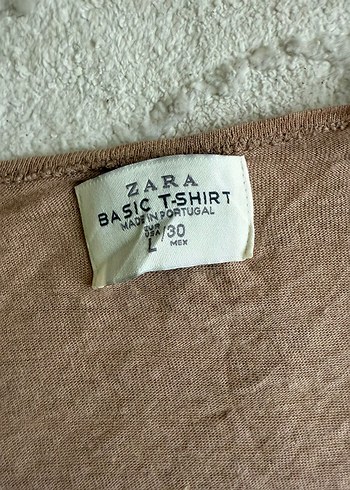 ZARA
BASIC T-SHIRT
MADE IN PORTUGAL
EUR
USA
L /30
MEX